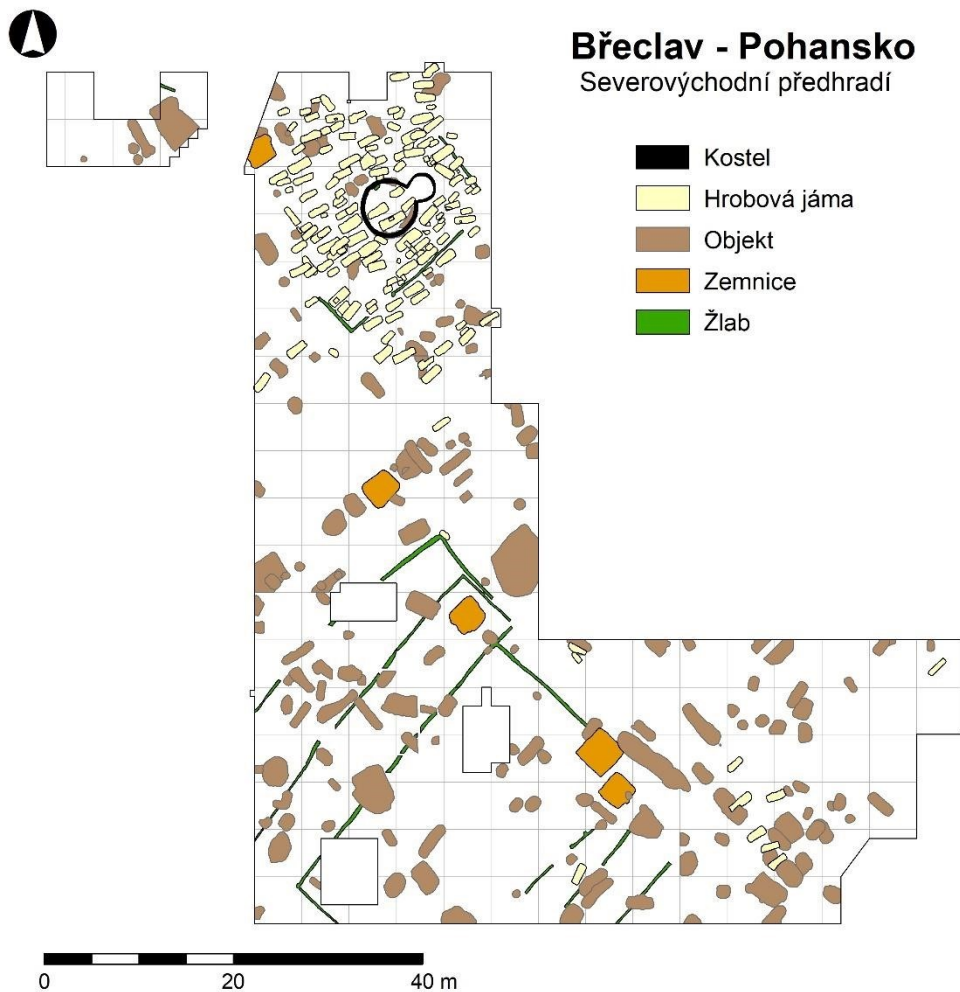 Břeclav - Pohansko
Severovýchodní předhradí
Kostel
Hrobová jáma
Objekt
Zemnice
Žlab
0 20 40 m